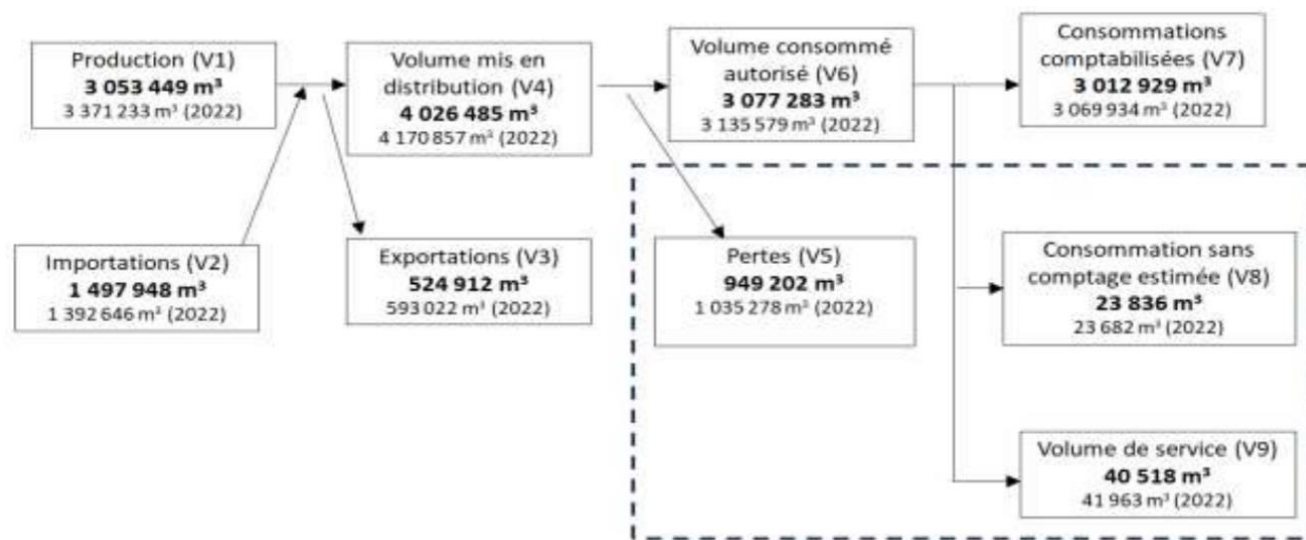 Production (V1)
3 053 449 m³
3 371 233 m³ (2022)
Volume mis en
distribution (V4)
4 026 485 m³
4 170 857 m³ (2022)
Volume consommé
autorisé (V6)
3 077 283 m³
3 135 579 m³ (2022)
Consommations
comptabilisées (V7)
3 012 929 m³
3 069 934 m³ (2022)
Importations (V2)
1 497 948 m³
1 392 646 m³ (2022)
Exportations (V3)
524 912 m³
593 022 m³ (2022)
Pertes (V5)
949 202 m³
1 035 278 m³ (2022)
Consommation sans
comptage estimée (V8)
23 836 m³
23 682 m³ (2022)
Volume de service (V9)
40 518 m³
41 963 m³ (2022)